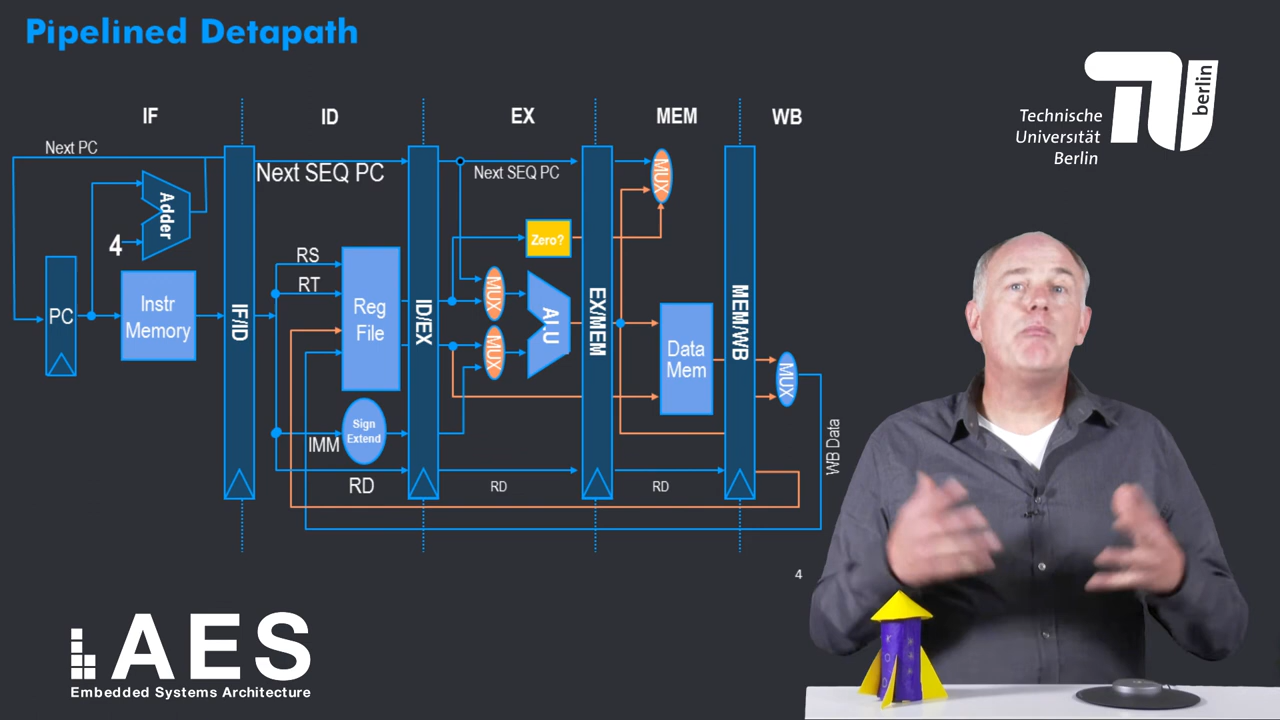 Pipelined Detapath
Technische
Universität
Berlin
berlin
IF
ID
EX
MEM
WB
Next PC
Next SEQ PC
Next SEQ PC
MUX
Adder
4
Zero?
RS
RT
PC
Instr
Memory
IF/ID
Reg
File
ID/EX
MUX
MUX
ALU
EX/MEM
Data
Mem
MEM/WB
MUX
WB Data
Sign
Extend
IMM
RD
RD
RD
4
AES
Embedded Systems Architecture